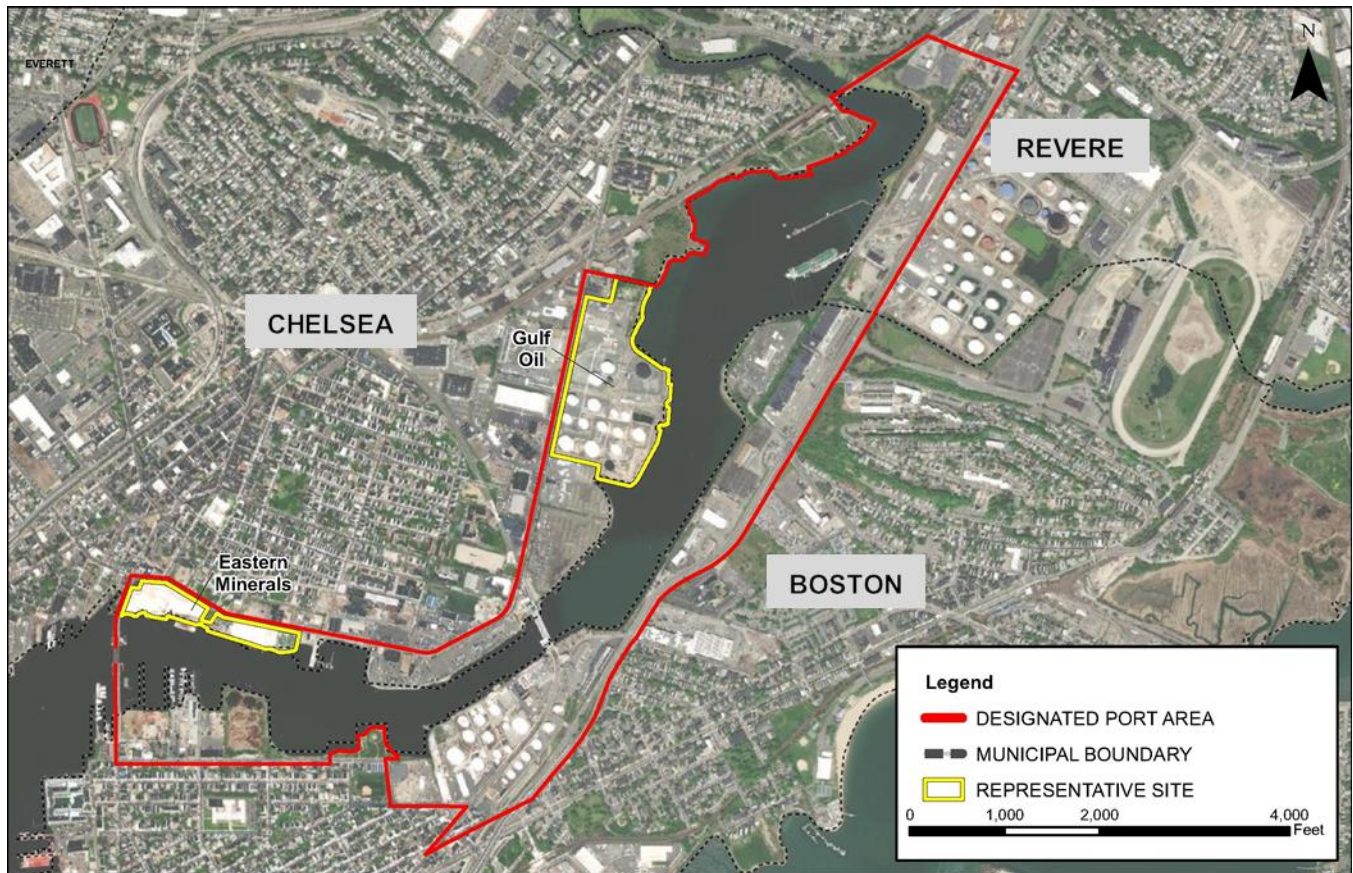 EVERETT
N
REVERE
CHELSEA
Gulf
Oil
Eastern
Minerals
BOSTON
Legend
DESIGNATED PORT AREA
MUNICIPAL BOUNDARY
REPRESENTATIVE SITE
0 1,000 2,000 4,000
Feet